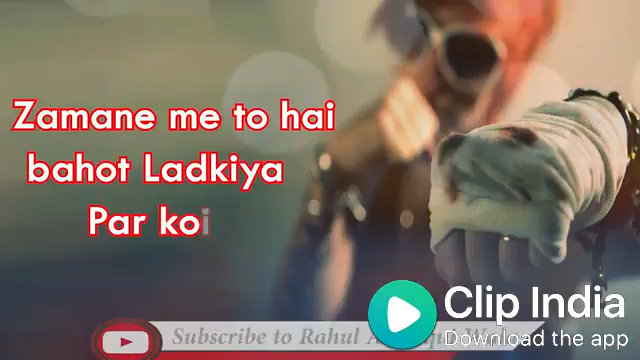 Zamane me to hai
bahot Ladkiya
Par koi
Subscribe to Rahul
Clip India
Download the app